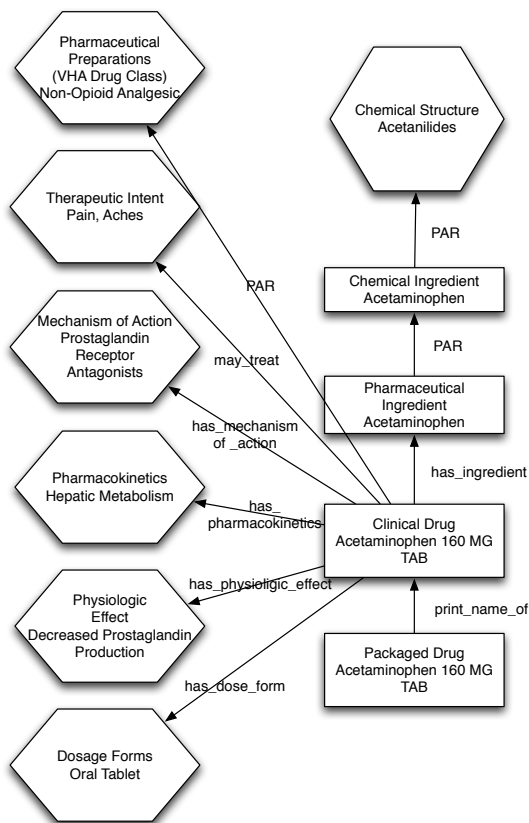 Pharmaceutical
Preparations
(VHA Drug Class)
Non-Opioid Analgesic
Chemical Structure
Acetanilides
Therapeutic Intent
Pain, Aches
PAR
PAR
Chemical Ingredient
Acetaminophen
Mechanism of Action
Prostaglandin
Receptor
Antagonists
may_treat
PAR
Pharmaceutical
Ingredient
Acetaminophen
has_mechanism
of _action
has_ingredient
Pharmacokinetics
Hepatic Metabolism
has_
pharmacokinetics
Clinical Drug
Acetaminophen 160 MG
TAB
has_physioligic_effect
Physiologic
Effect
Decreased Prostaglandin
Production
print_name_of
Packaged Drug
Acetaminophen 160 MG
TAB
has_dose_form
Dosage Forms
Oral Tablet